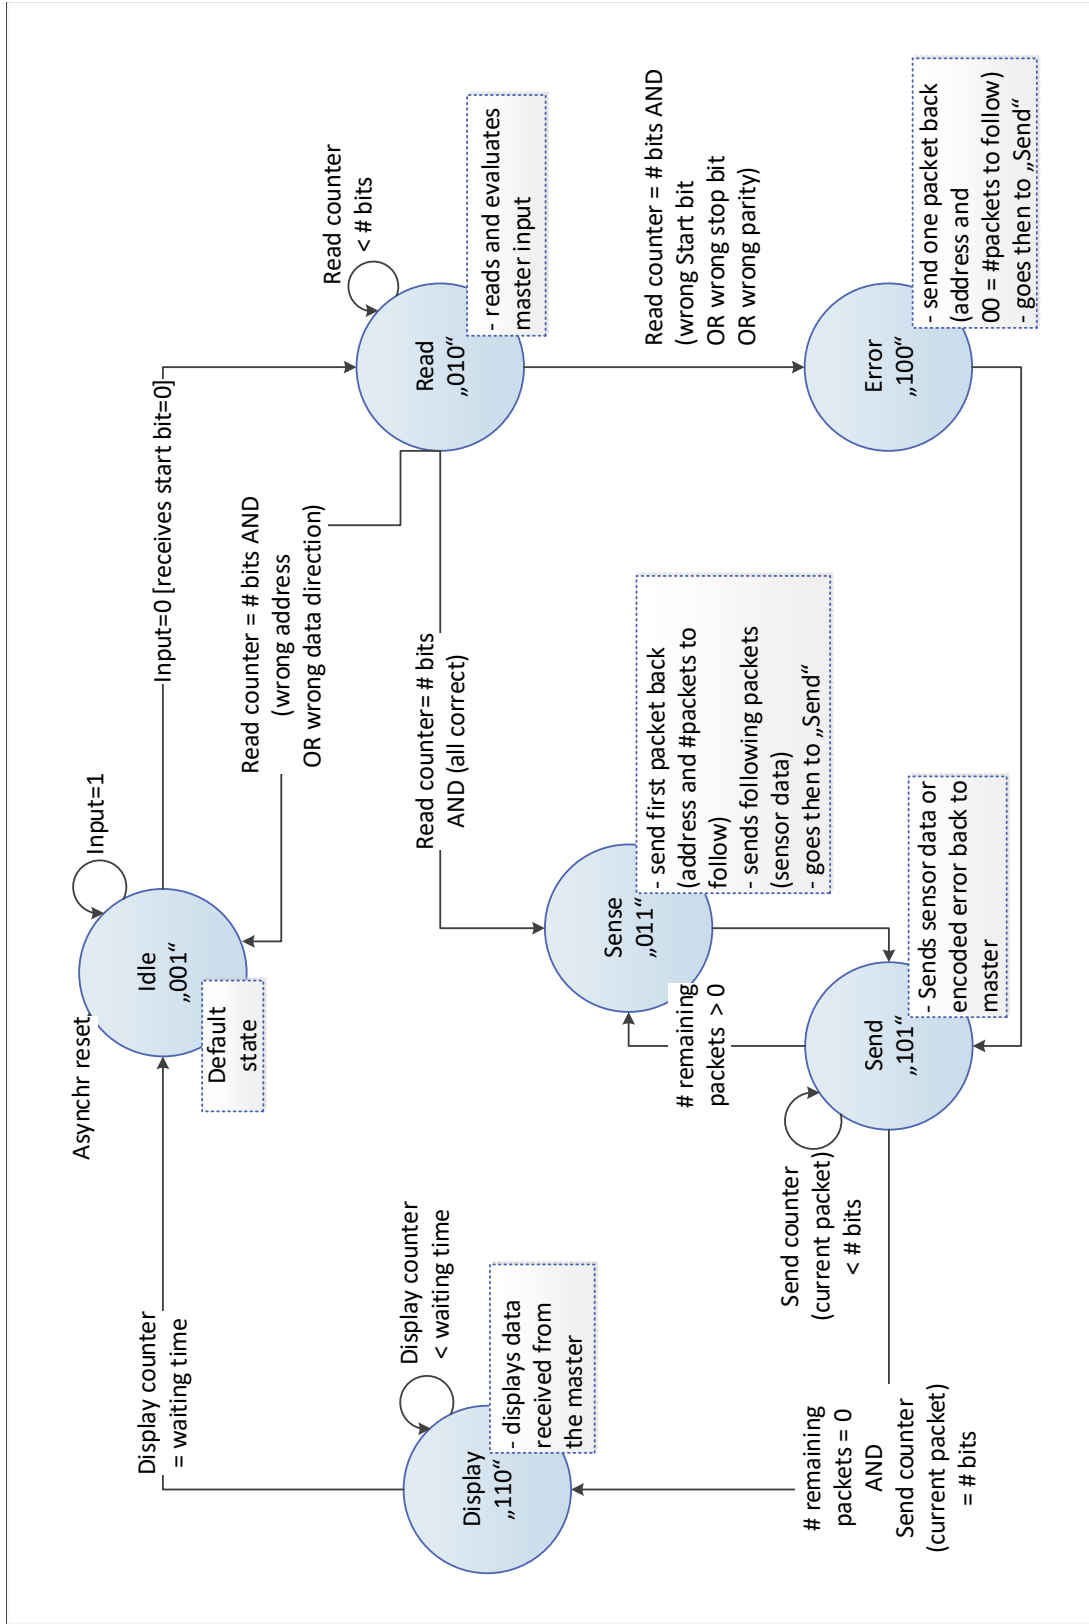 Asynchr reset
Idle
„001“
Default
state
Input=1
Input=0 [receives start bit=0]
Display counter
= waiting time
Read counter = # bits AND
(wrong address
OR wrong data direction)
Read counter
< # bits
Read
„010“
- reads and evaluates
master input
Display counter
< waiting time
Display
„110“
- displays data
received from
the master
Read counter= # bits
AND (all correct)
Sense
„011“
- send first packet back
(address and #packets to
follow)
- sends following packets
(sensor data)
- goes then to „Send“
Read counter = # bits AND
(wrong Start bit
OR wrong stop bit
OR wrong parity)
# remaining
packets > 0
Send counter
(current packet)
< # bits
Send
„101“
- Sends sensor data or
encoded error back to
master
Error
„100“
- send one packet back
(address and
00 = #packets to follow)
- goes then to „Send“
# remaining
packets = 0
AND
Send counter
(current packet)
= # bits